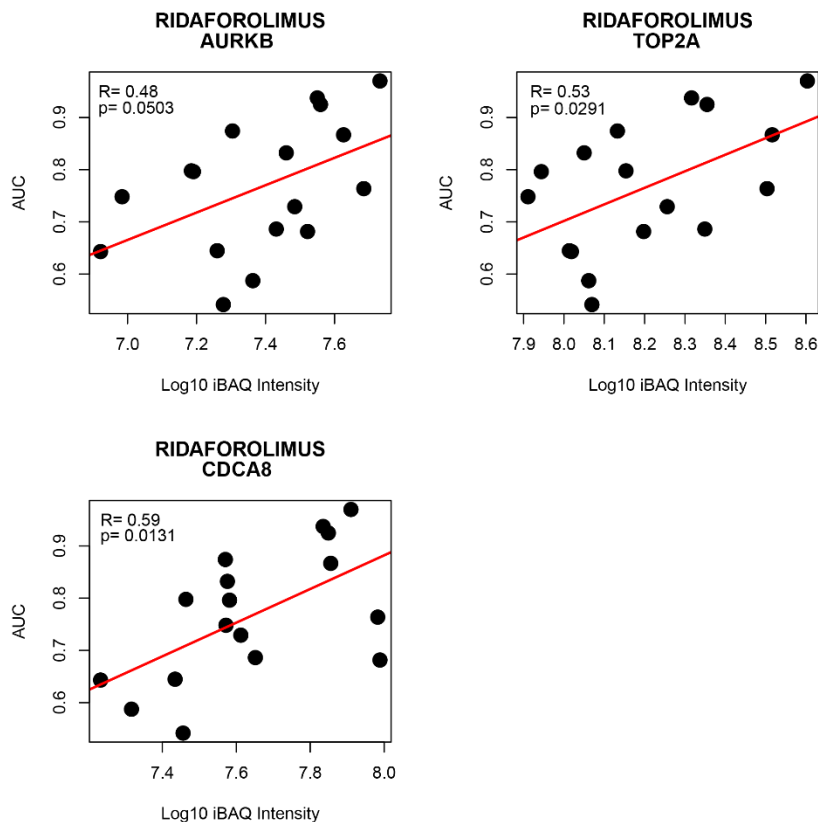 RIDAFOROLIMUS
AURKB
R= 0.48
p= 0.0503
AUC
0.9
0.8
0.7
0.6
7.0 7.2 7.4 7.6
Log10 iBAQ Intensity
RIDAFOROLIMUS
TOP2A
R= 0.53
p= 0.0291
AUC
0.9
0.8
0.7
0.6
7.9 8.0 8.1 8.2 8.3 8.4 8.5 8.6
Log10 iBAQ Intensity
RIDAFOROLIMUS
CDCA8
R= 0.59
p= 0.0131
AUC
0.9
0.8
0.7
0.6
7.4 7.6 7.8 8.0
Log10 iBAQ Intensity